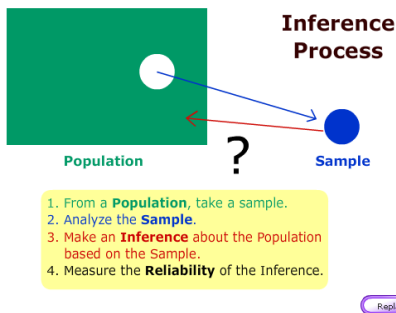 Inference
Process
Population
?
Sample
1. From a Population, take a sample.
2. Analyze the Sample.
3. Make an Inference about the Population
based on the Sample.
4. Measure the Reliability of the Inference.